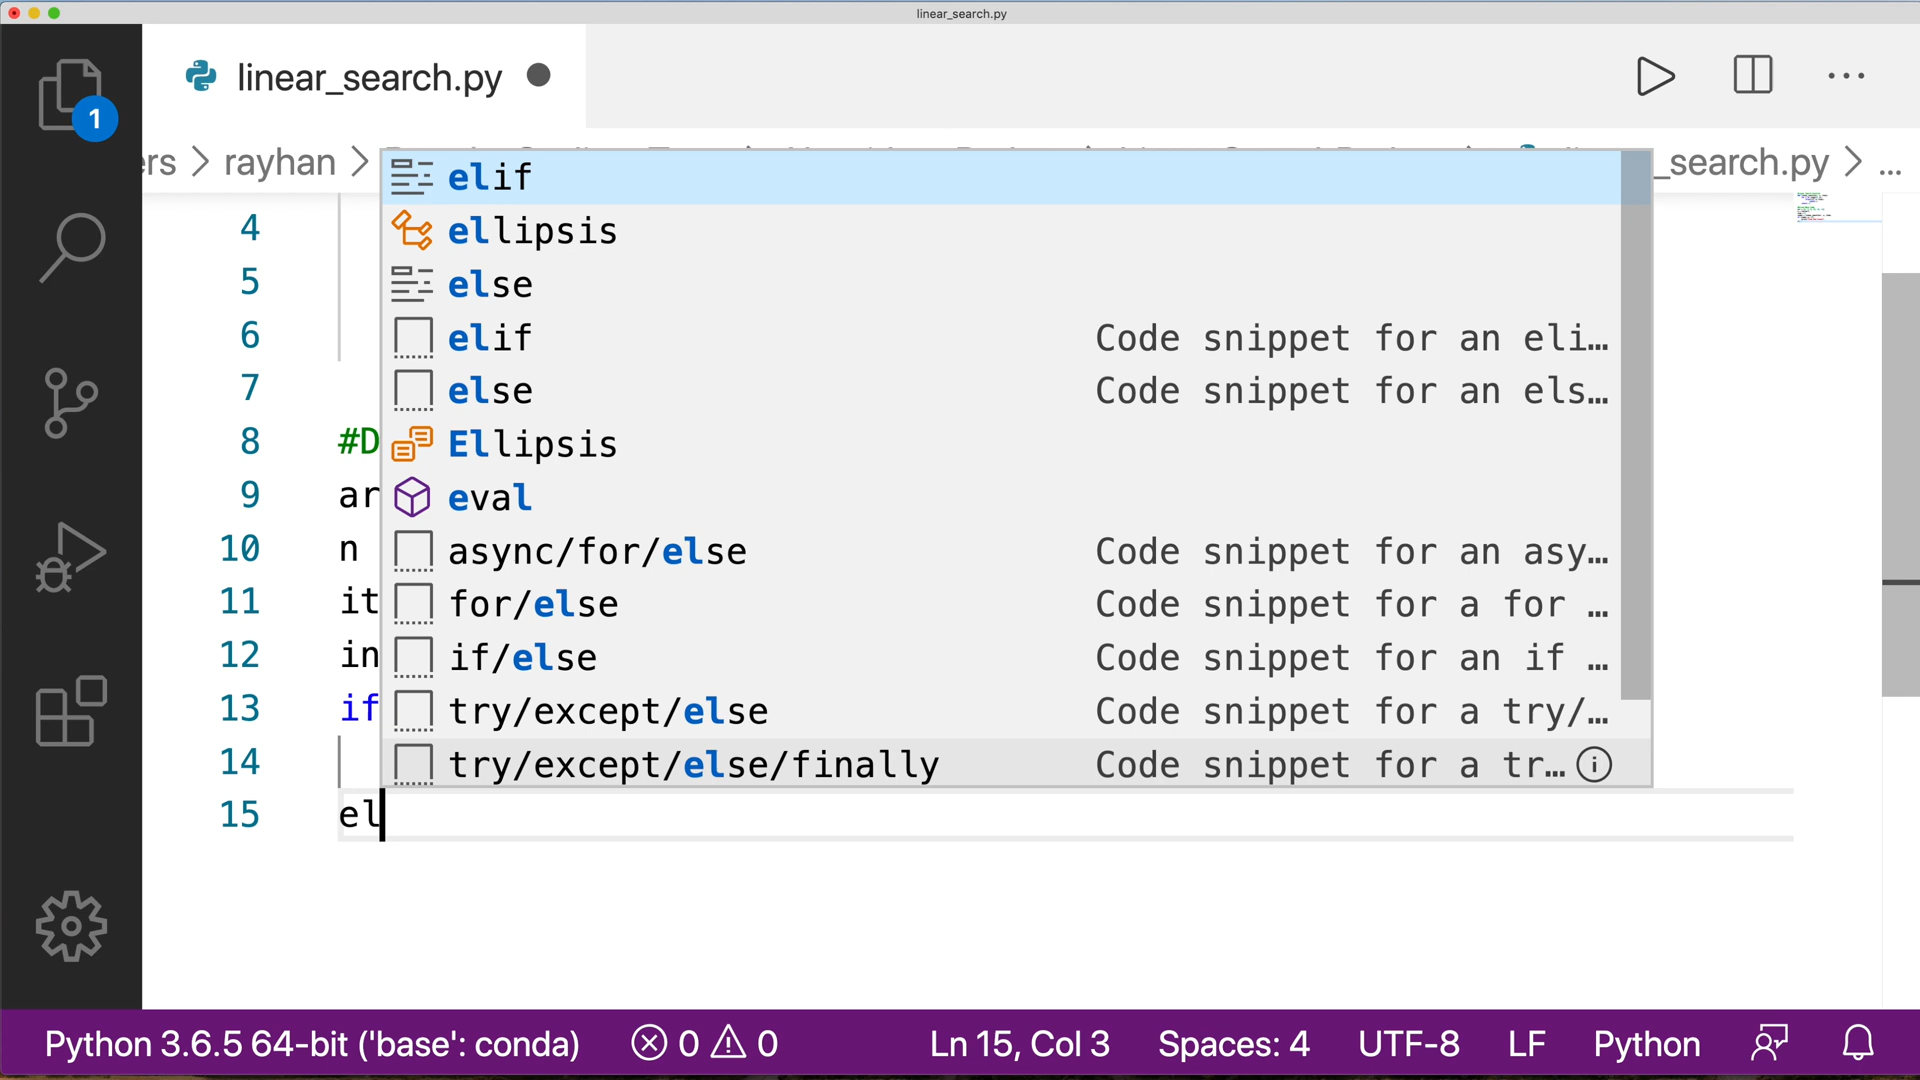 linear_search.py
linear_search.py
1
ers > rayhan > _search.py > ...
4
5
6
7
8 #D
9 ar
10 n
11 it
12 in
13 if
14
15 el
elif
ellipsis
else
elif Code snippet for an eli...
else Code snippet for an els...
Ellipsis
eval
async/for/else Code snippet for an asy...
for/else Code snippet for a for ...
if/else Code snippet for an if ...
try/except/else Code snippet for a try/...
try/except/else/finally Code snippet for a tr...
Python 3.6.5 64-bit ('base': conda) 0 0 Ln 15, Col 3 Spaces: 4 UTF-8 LF Python